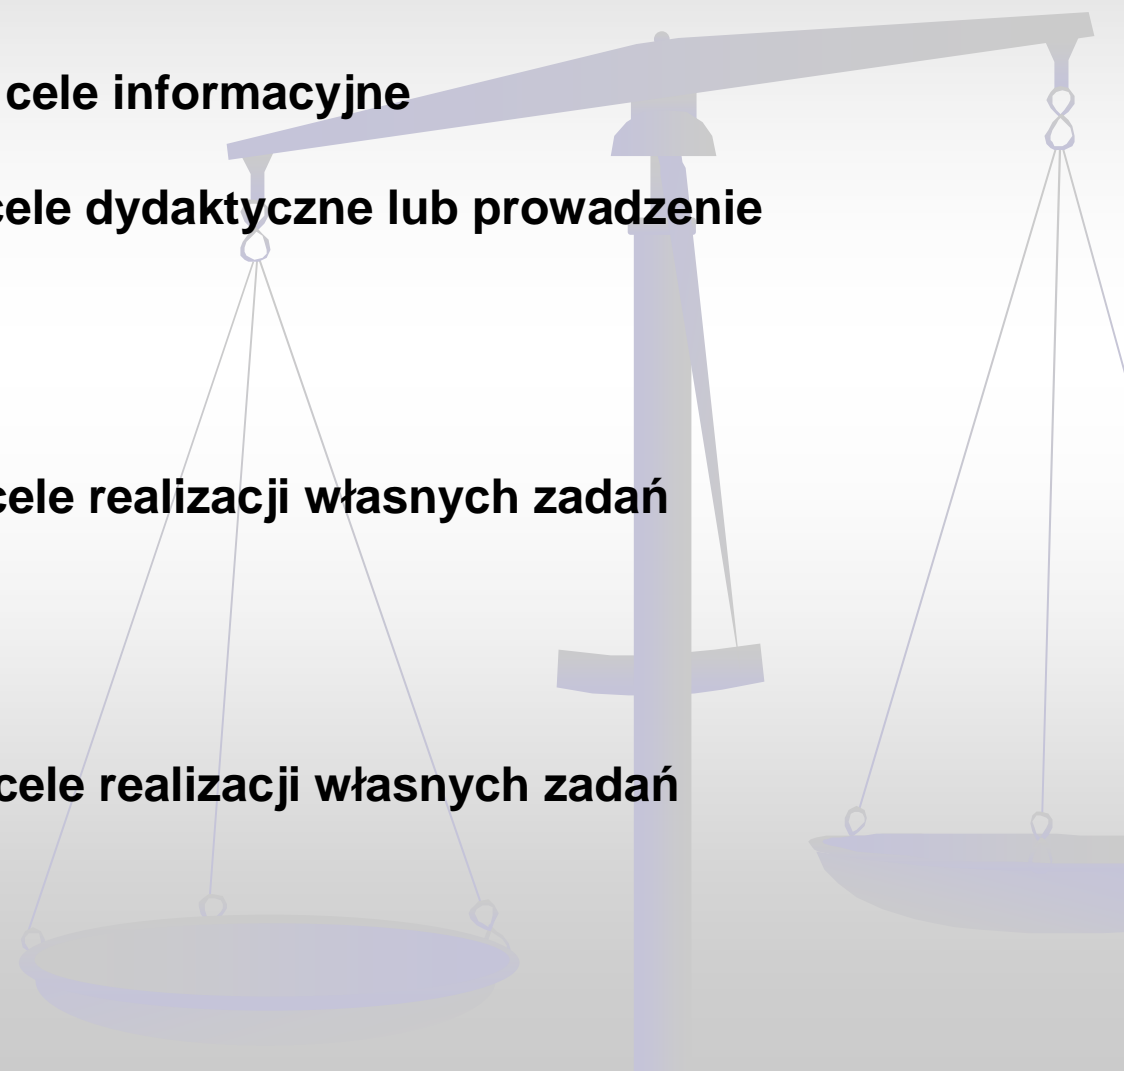 cele informacyjne
cele dydaktyczne lub prowadzenie
cele realizacji własnych zadań
cele realizacji własnych zadań